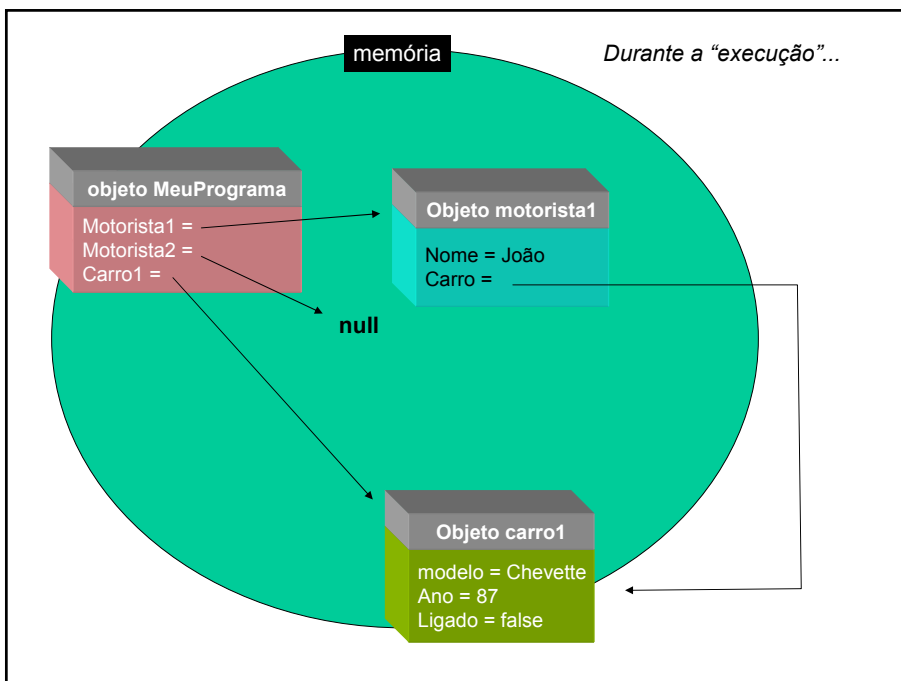 memória
Durante a “execução”...
objeto MeuPrograma
Motorista1 =
Motorista2 =
Carro1 =
Objeto motorista1
Nome = João
Carro =
null
Objeto carro1
modelo = Chevette
Ano = 87
Ligado = false